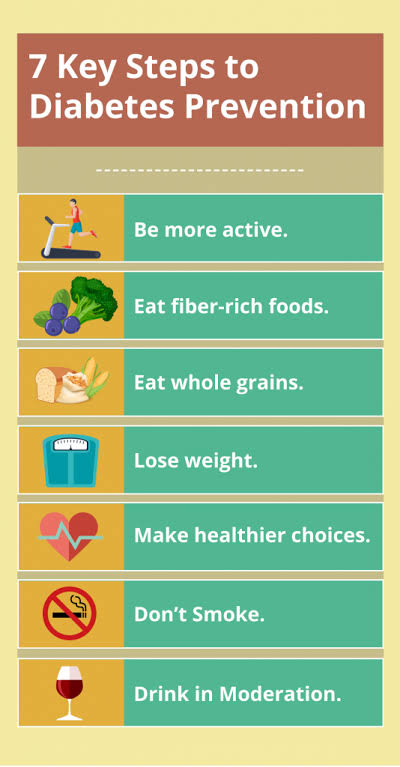 7 Key Steps to
Diabetes Prevention
Be more active.
Eat fiber-rich foods.
Eat whole grains.
Lose weight.
Make healthier choices.
Don’t Smoke.
Drink in Moderation.